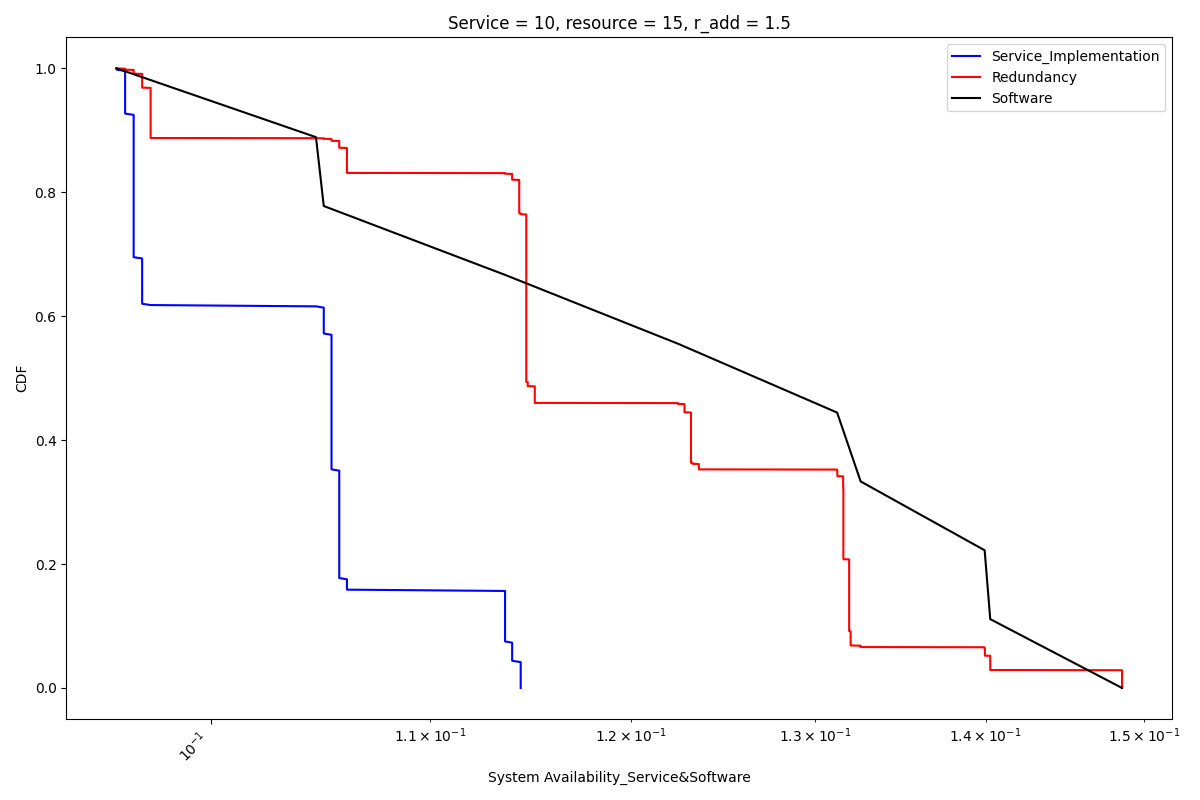 Service = 10, resource = 15, r_add = 1.5
Service_Implementation
Redundancy
Software
CDF
1.0
0.8
0.6
0.4
0.2
0.0
10⁻¹
1.1 × 10⁻¹
1.2 × 10⁻¹
1.3 × 10⁻¹
1.4 × 10⁻¹
1.5 × 10⁻¹
System Availability_Service&Software